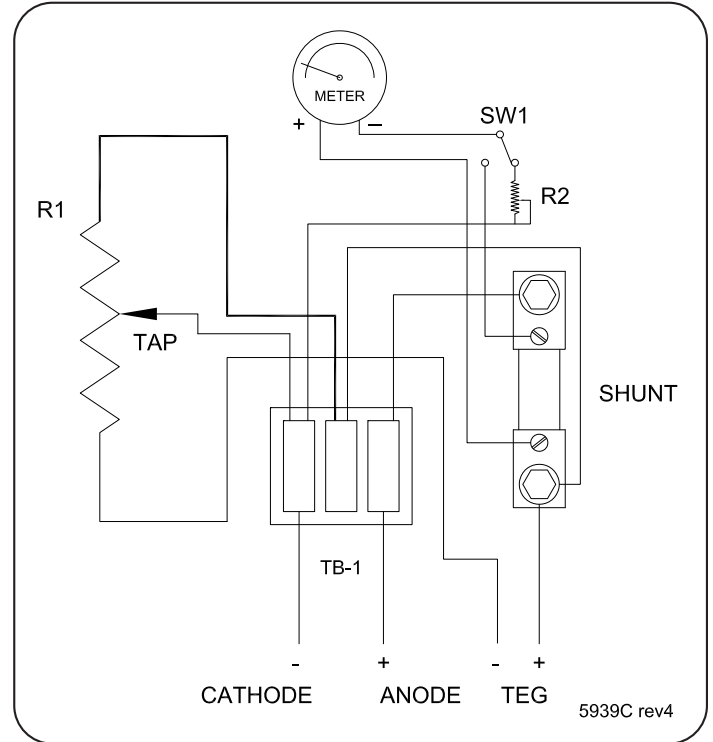 METER
+ –
SW1
R1
R2
TAP
SHUNT
TB-1
- + - +
CATHODE ANODE TEG
5939C rev4